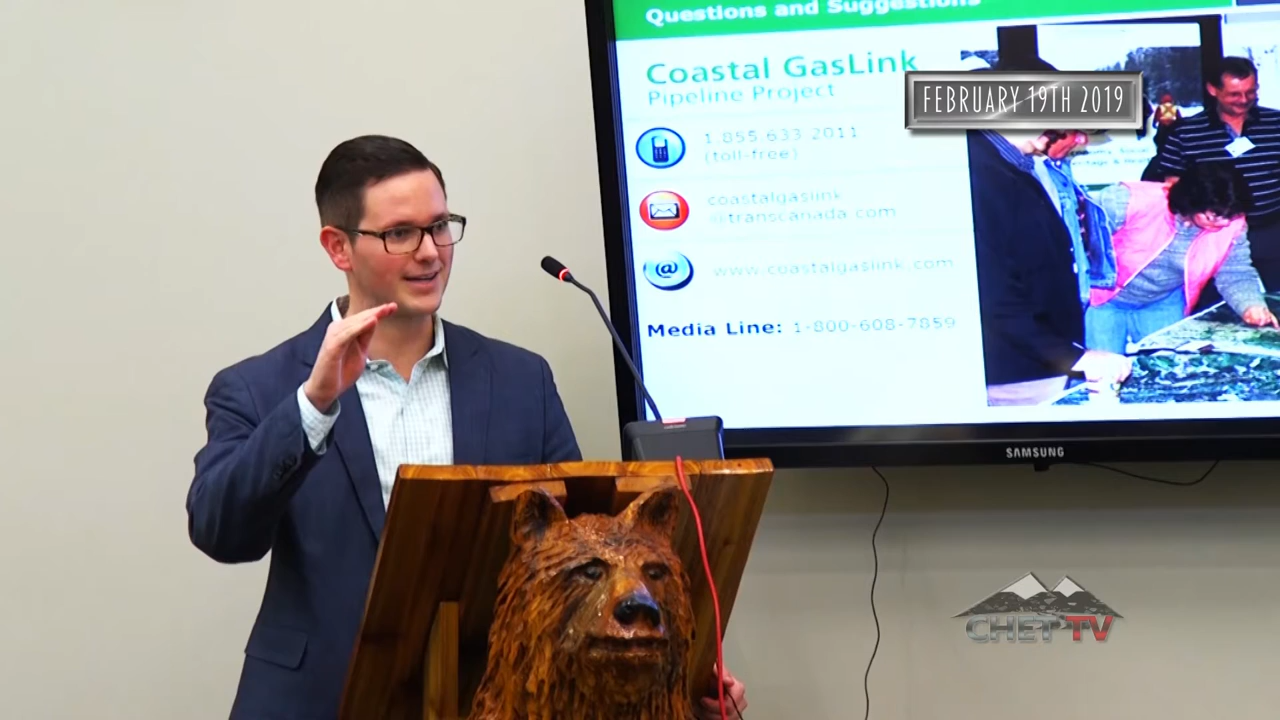 Questions and Suggestions
Coastal GasLink
Pipeline Project
FEBRUARY 19TH 2019
1.855.633.2011
(toll-free)
coastalgaslink
@transcanada.com
@
www.coastalgaslink.com
Media Line: 1-800-608-7859
SAMSUNG
CHET TV